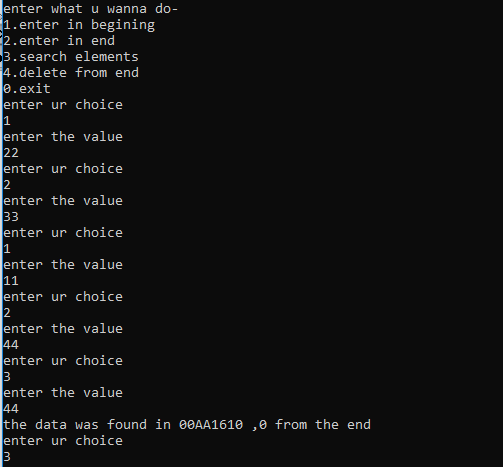 enter what u wanna do-
1.enter in begining
2.enter in end
3.search elements
4.delete from end
0.exit
enter ur choice
1
enter the value
22
enter ur choice
2
enter the value
33
enter ur choice
1
enter the value
11
enter ur choice
2
enter the value
44
enter ur choice
3
enter the value
44
the data was found in 00AA1610 ,0 from the end
enter ur choice
3